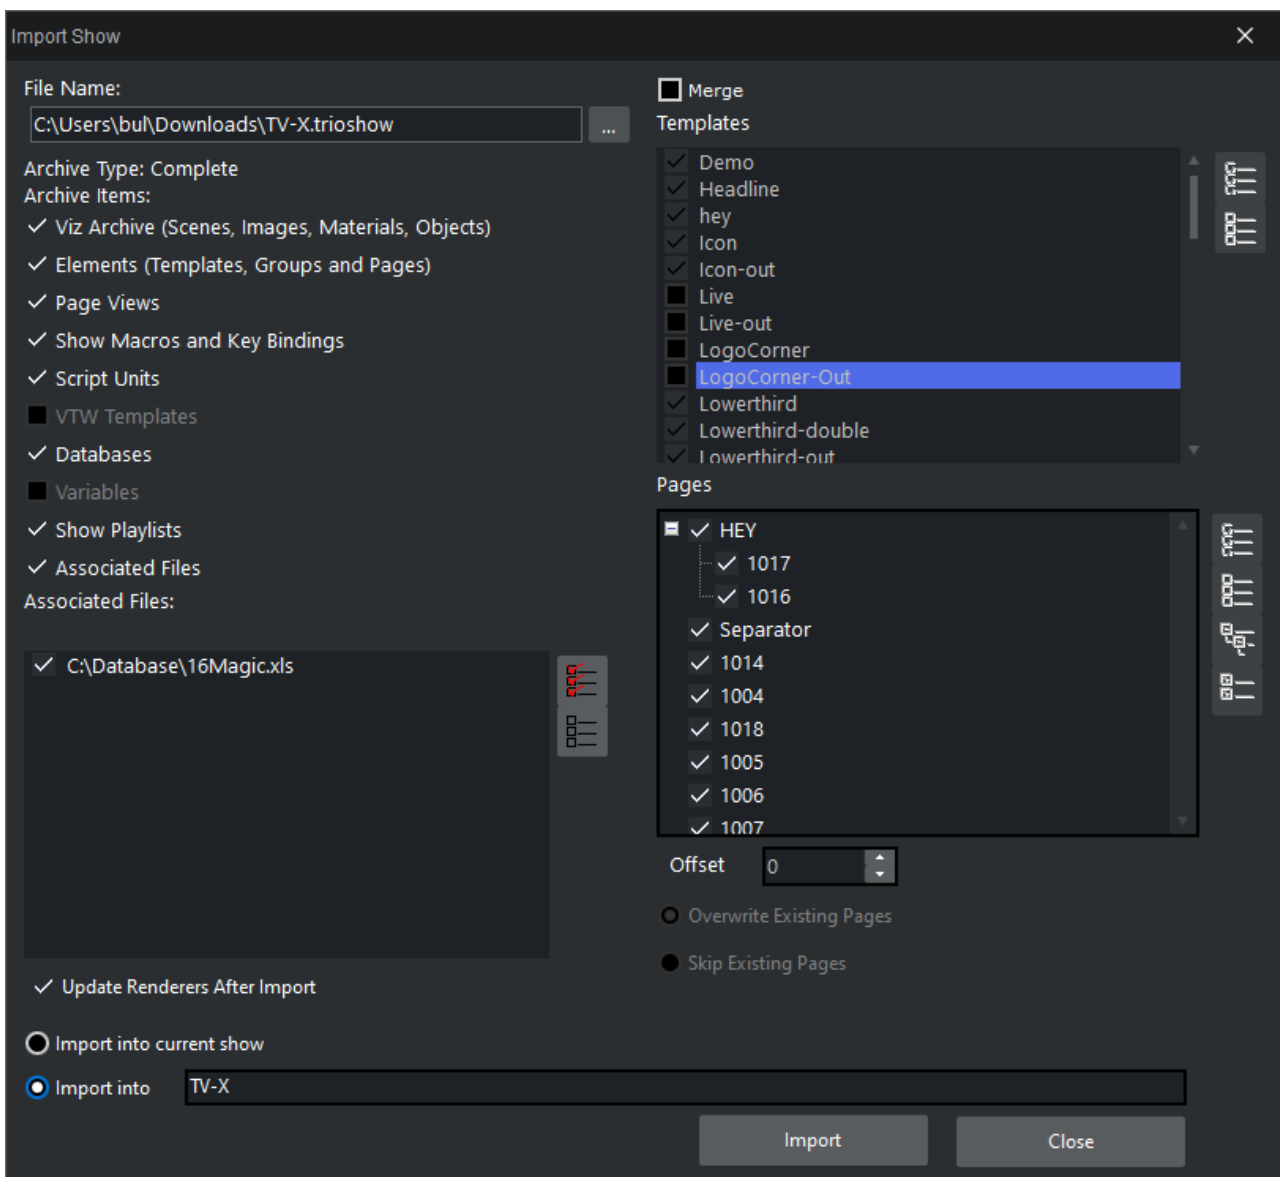 Import Show
File Name:
C:\Users\bul\Downloads\TV-X.trioshow
...
Archive Type: Complete
Archive Items:
Viz Archive (Scenes, Images, Materials, Objects)
Elements (Templates, Groups and Pages)
Page Views
Show Macros and Key Bindings
Script Units
VTW Templates
Databases
Variables
Show Playlists
Associated Files
Associated Files:
C:\Database\16Magic.xls
Update Renderers After Import
Merge
Templates
Demo
Headline
hey
Icon
Icon-out
Live
Live-out
LogoCorner
LogoCorner-Out
Lowerthird
Lowerthird-double
Lowerthird-out
Pages
HEY
1017
1016
Separator
1014
1004
1018
1005
1006
1007
Offset 0
Overwrite Existing Pages
Skip Existing Pages
Import into current show
Import into TV-X
Import Close